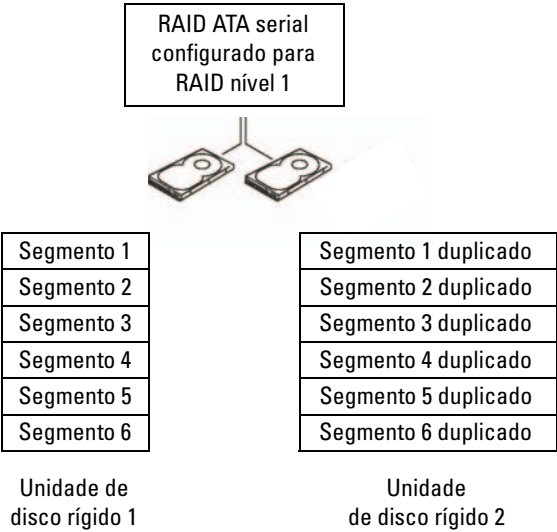 RAID ATA serial
configurado para
RAID nível 1
Segmento 1
Segmento 1 duplicado
Segmento 2
Segmento 2 duplicado
Segmento 3
Segmento 3 duplicado
Segmento 4
Segmento 4 duplicado
Segmento 5
Segmento 5 duplicado
Segmento 6
Segmento 6 duplicado
Unidade de
disco rígido 1
Unidade
de disco rígido 2